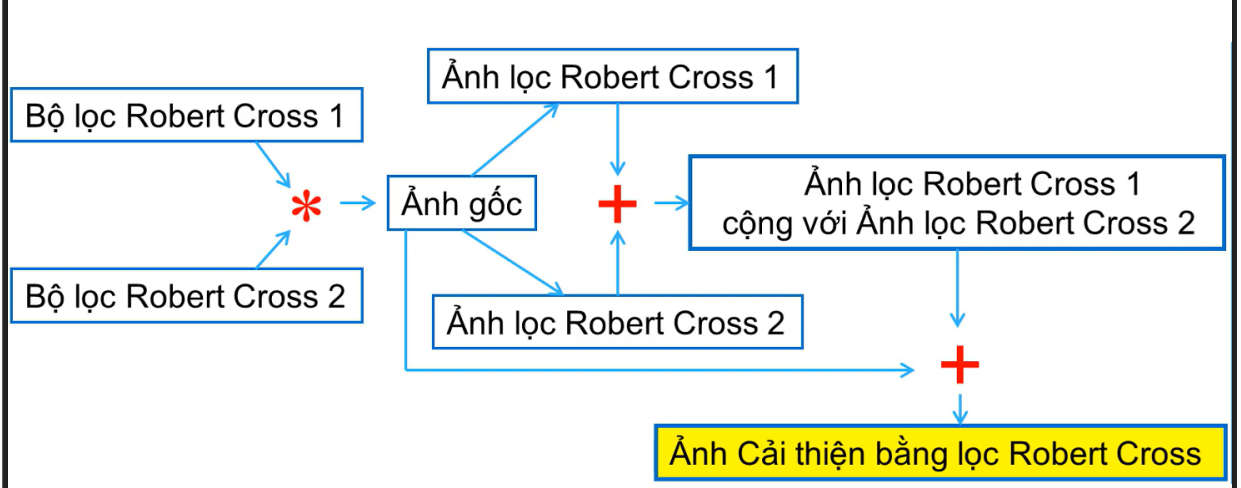 Ảnh lọc Robert Cross 1
Bộ lọc Robert Cross 1
*
Ảnh gốc
+
Ảnh lọc Robert Cross 1
cộng với Ảnh lọc Robert Cross 2
Bộ lọc Robert Cross 2
Ảnh lọc Robert Cross 2
+
Ảnh Cải thiện bằng lọc Robert Cross